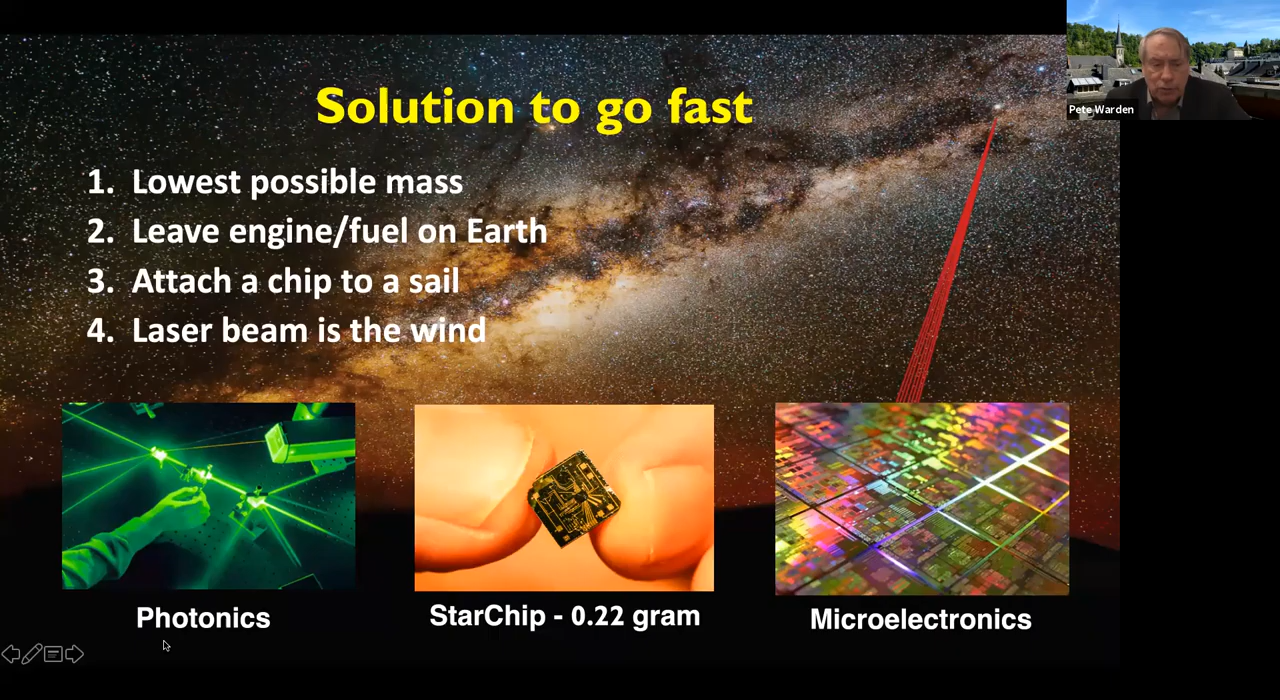 Solution to go fast
1. Lowest possible mass
2. Leave engine/fuel on Earth
3. Attach a chip to a sail
4. Laser beam is the wind
Photonics
StarChip - 0.22 gram
Microelectronics
Pete Warden